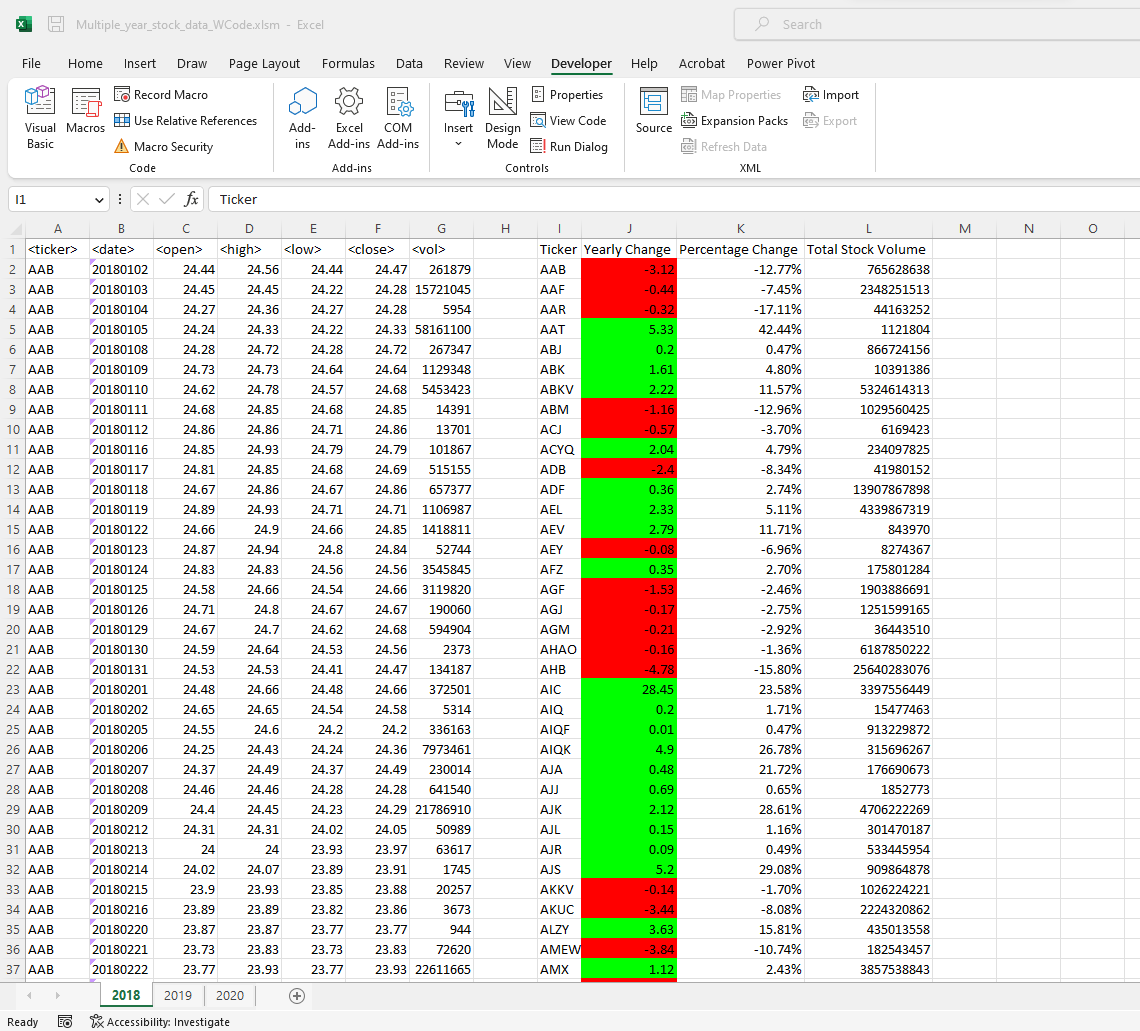 Multiple_year_stock_data_WCode.xlsm - Excel
Search
File Home Insert Draw Page Layout Formulas Data Review View Developer Help Acrobat Power Pivot
Visual Basic
Macros
Record Macro
Use Relative References
Macro Security
Code
Add-ins
Excel Add-ins
COM Add-ins
Add-ins
Insert
Design Mode
Properties
View Code
Run Dialog
Controls
Source
Map Properties
Expansion Packs
Refresh Data
Import
Export
XML
I1 fx Ticker
A B C D E F G H I J K L M N O
1 <ticker> <date> <open> <high> <low> <close> <vol> Ticker Yearly Change Percentage Change Total Stock Volume
2 AAB 20180102 24.44 24.56 24.44 24.47 261879 AAB -3.12 -12.77% 765628638
3 AAB 20180103 24.45 24.45 24.22 24.28 15721045 AAF -0.44 -7.45% 2348251513
4 AAB 20180104 24.27 24.36 24.27 24.28 5954 AAR -0.32 -17.11% 44163252
5 AAB 20180105 24.24 24.33 24.22 24.33 58161100 AAT 5.33 42.44% 1121804
6 AAB 20180108 24.28 24.72 24.28 24.72 267347 ABJ 0.2 0.47% 866724156
7 AAB 20180109 24.73 24.73 24.64 24.64 1129348 ABK 1.61 4.80% 10391386
8 AAB 20180110 24.62 24.78 24.57 24.68 5453423 ABKV 2.22 11.57% 5324614313
9 AAB 20180111 24.68 24.85 24.68 24.85 14391 ABM -1.16 -12.96% 1029560425
10 AAB 20180112 24.86 24.86 24.71 24.86 13701 ACJ -0.57 -3.70% 6169423
11 AAB 20180116 24.85 24.93 24.79 24.79 101867 ACYQ 2.04 4.79% 234097825
12 AAB 20180117 24.81 24.85 24.68 24.69 515155 ADB -2.4 -8.34% 41980152
13 AAB 20180118 24.67 24.86 24.67 24.86 657377 ADF 0.36 2.74% 13907867898
14 AAB 20180119 24.89 24.93 24.71 24.71 1106987 AEL 2.33 5.11% 4339867319
15 AAB 20180122 24.66 24.9 24.66 24.85 1418811 AEV 2.79 11.71% 843970
16 AAB 20180123 24.87 24.94 24.8 24.84 52744 AEY -0.08 -6.96% 8274367
17 AAB 20180124 24.83 24.83 24.56 24.56 3545845 AFZ 0.35 2.70% 175801284
18 AAB 20180125 24.58 24.66 24.54 24.66 3119820 AGF -1.53 -2.46% 1903886691
19 AAB 20180126 24.71 24.8 24.67 24.67 190060 AGJ -0.17 -2.75% 1251599165
20 AAB 20180129 24.67 24.7 24.62 24.68 594904 AGM -0.21 -2.92% 36443510
21 AAB 20180130 24.59 24.64 24.53 24.56 2373 AHAO -0.16 -1.36% 6187850222
22 AAB 20180131 24.53 24.53 24.41 24.47 134187 AHB -4.78 -15.80% 25640283076
23 AAB 20180201 24.48 24.66 24.48 24.66 372501 AIC 28.45 23.58% 3397556449
24 AAB 20180202 24.65 24.65 24.54 24.58 5314 AIQ 0.2 1.71% 15477463
25 AAB 20180205 24.55 24.6 24.2 24.2 336163 AIQF 0.01 0.47% 913229872
26 AAB 20180206 24.25 24.43 24.24 24.36 7973461 AIQK 4.9 26.78% 315696267
27 AAB 20180207 24.37 24.49 24.37 24.49 230014 AJA 0.48 21.72% 176690673
28 AAB 20180208 24.46 24.46 24.28 24.28 641540 AJJ 0.69 0.65% 1852773
29 AAB 20180209 24.4 24.45 24.23 24.29 21786910 AJK 2.12 28.61% 4706222269
30 AAB 20180212 24.31 24.31 24.02 24.05 50989 AJL 0.15 1.16% 301470187
31 AAB 20180213 24 24 23.93 23.97 63617 AJR 0.09 0.49% 533445954
32 AAB 20180214 24.02 24.07 23.89 23.91 1745 AJS 5.2 29.08% 909864878
33 AAB 20180215 23.9 23.93 23.85 23.88 20257 AKKV -0.14 -1.70% 1026224221
34 AAB 20180216 23.89 23.89 23.82 23.86 3673 AKUC -3.44 -8.08% 2224320862
35 AAB 20180220 23.87 23.87 23.77 23.77 944 ALZY 3.63 15.81% 435013558
36 AAB 20180221 23.73 23.83 23.73 23.83 72620 AMEW -3.84 -10.74% 182543457
37 AAB 20180222 23.77 23.93 23.77 23.93 22611665 AMX 1.12 2.43% 3857538843
2018 2019 2020
Ready Accessibility: Investigate